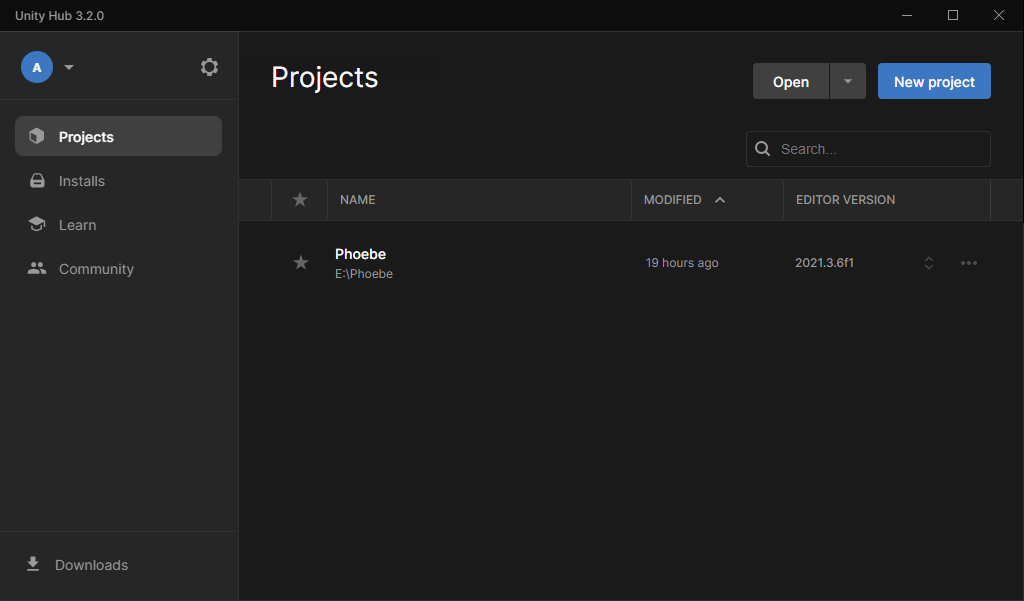 Unity Hub 3.2.0
A
Projects
Installs
Learn
Community
Downloads
Projects
Open
New project
Search...
NAME
MODIFIED
EDITOR VERSION
Phoebe
E:\Phoebe
19 hours ago
2021.3.6f1